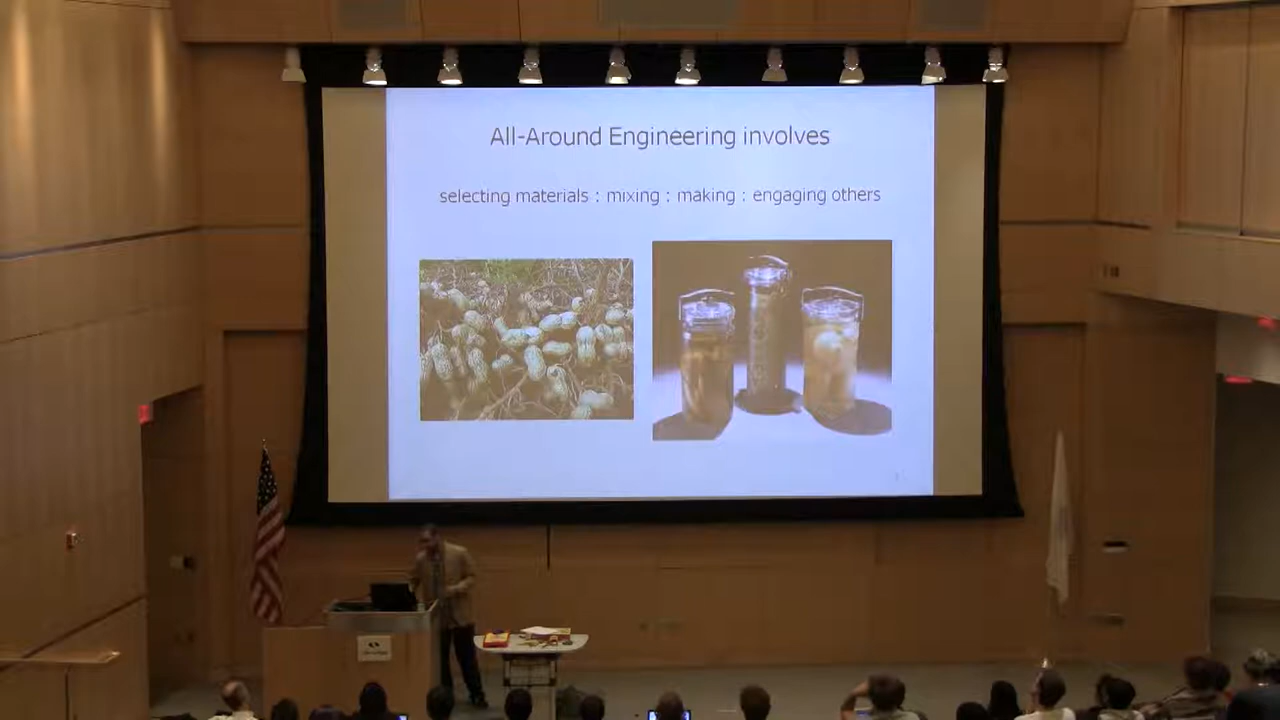 All-Around Engineering involves
selecting materials : mixing : making : engaging others